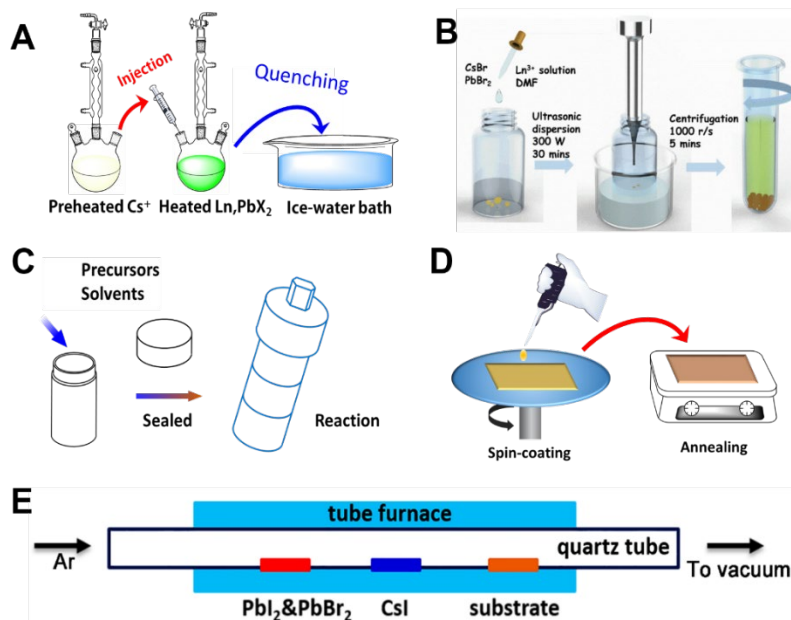 A
Injection
Quenching
Preheated Cs⁺
Heated Ln,PbX₂
Ice-water bath
B
CsBr
PbBr₂
Ln³⁺ solution
DMF
Ultrasonic
dispersion
300 W
30 mins
Centrifugation
1000 r/s
5 mins
C
Precursors
Solvents
Sealed
Reaction
D
Spin-coating
Annealing
E
tube furnace
quartz tube
Ar
To vacuum
PbI₂&PbBr₂
CsI
substrate